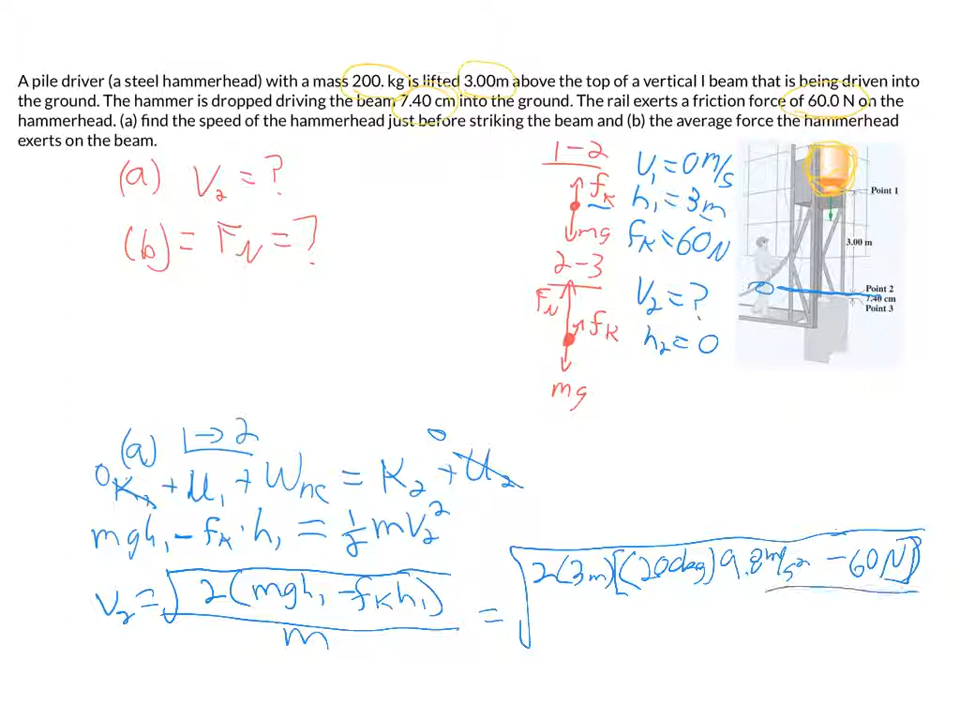 A pile driver (a steel hammerhead) with a mass 200. kg is lifted 3.00m above the top of a vertical I beam that is being driven into
the ground. The hammer is dropped driving the beam 7.40 cm into the ground. The rail exerts a friction force of 60.0 N on the
hammerhead. (a) find the speed of the hammerhead just before striking the beam and (b) the average force the hammerhead
exerts on the beam.
(a) V₂ = ?
(b) = F_N = ?
1-2
f_K
mg
2-3
F_N
f_K
mg
V₁ = 0 m/s
h₁ = 3m
f_K = 60N
V₂ = ?
h₂ = 0
Point 1
3.00 m
Point 2
7.40 cm
Point 3
(a) 1→2
0 K₁ + U₁ + W_nc = K₂ + U₂ 0
mgh₁ - f_K · h₁ = 1/2 mV₂²
V₂ = √(2(mgh₁ - f_K h₁) / m) = √2(3m)[(200kg)9.8m/s² - 60N]